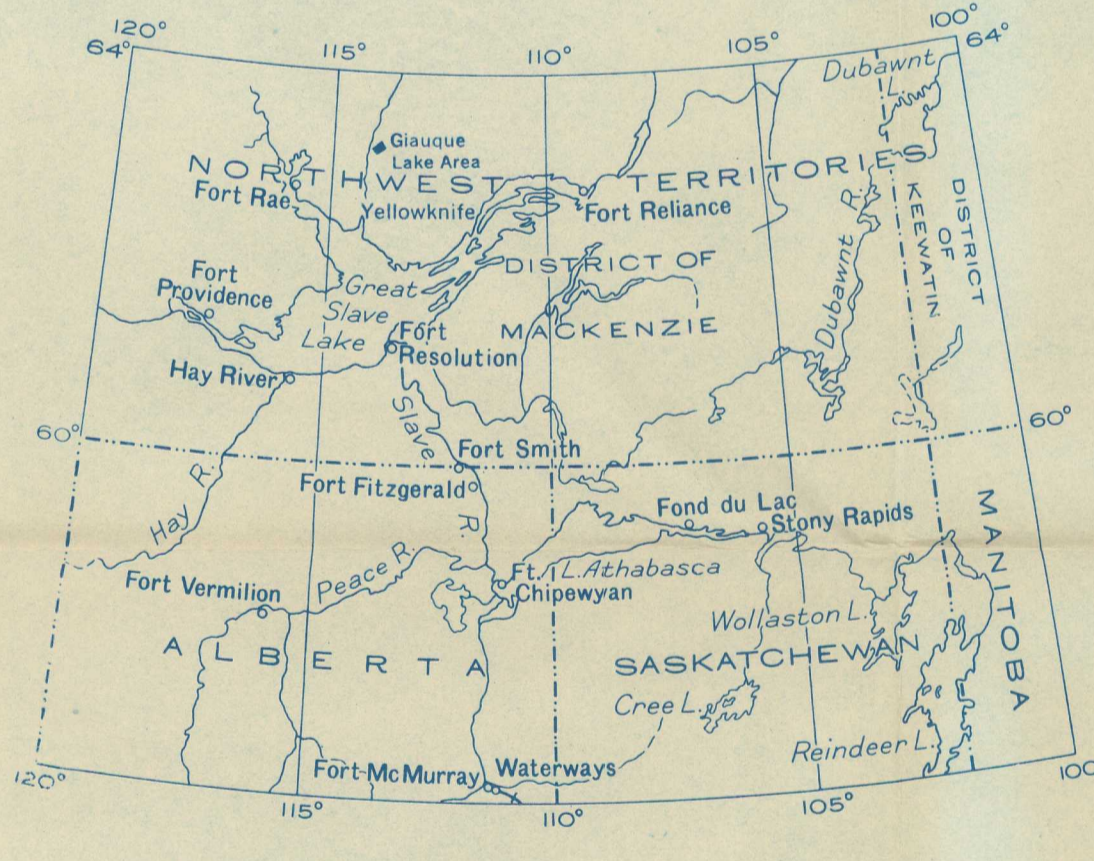 120°
115°
110°
105°
100°
64°
64°
Dubawnt
L.
Giauque
Lake Area
NORTHWEST TERRITORIES
Fort Rae
Yellowknife
Fort Reliance
DISTRICT
OF
KEEWATIN
Dubawnt R.
DISTRICT OF
MACKENZIE
Fort
Providence
Great
Slave
Lake
Fort
Resolution
Hay River
Slave
R.
60°
60°
Fort Smith
Fort Fitzgerald
Hay R.
Fond du Lac
Stony Rapids
MANITOBA
Peace R.
Fort Vermilion
Ft.
Chipewyan
L. Athabasca
Wollaston L.
ALBERTA
SASKATCHEWAN
Cree L.
Reindeer L.
Fort McMurray
Waterways
120°
115°
110°
105°
100